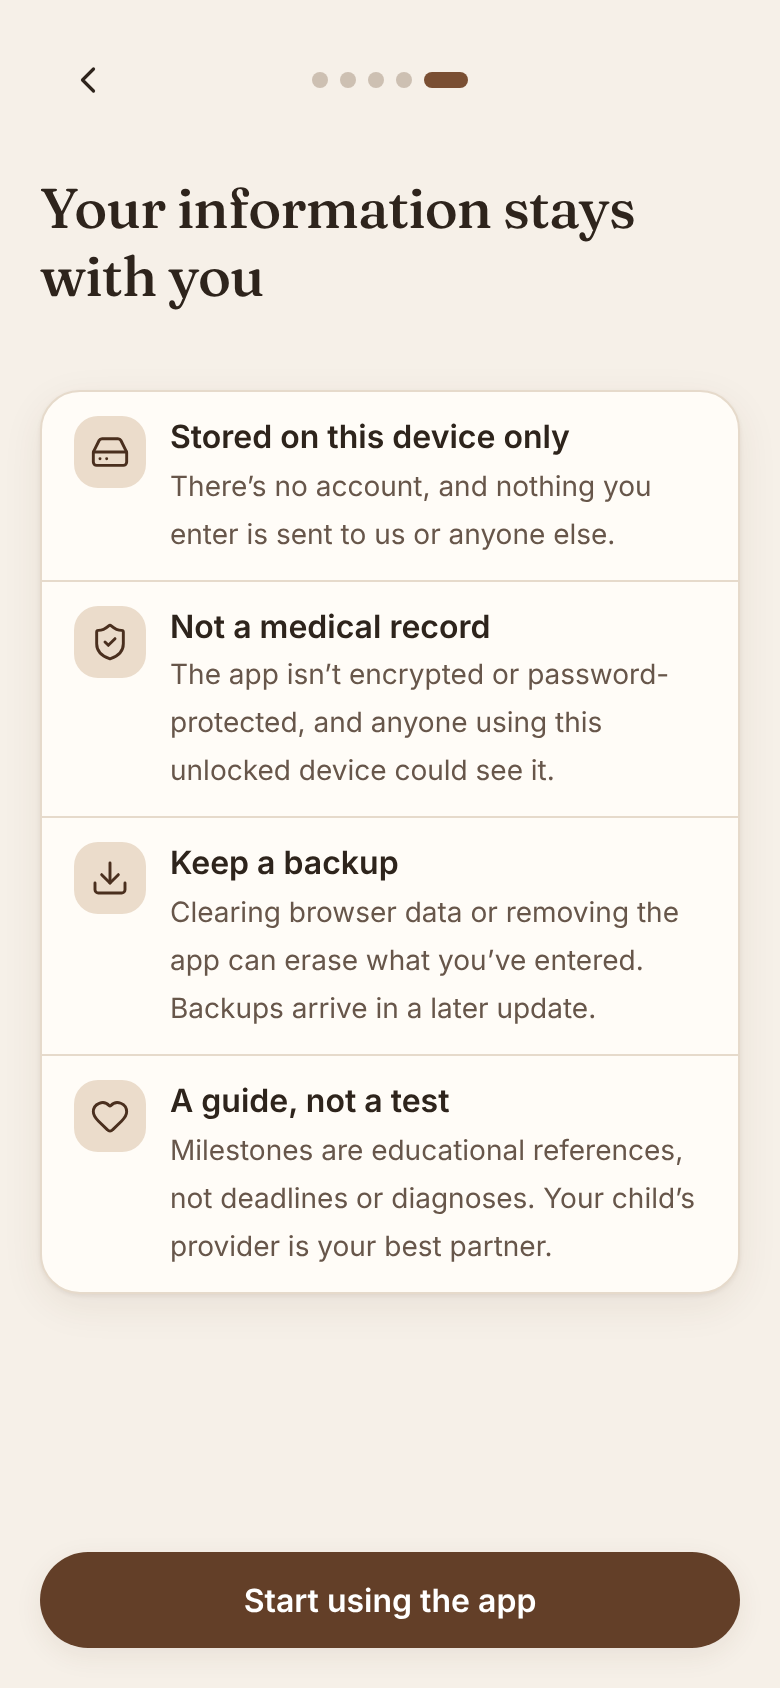 Your information stays
with you
Stored on this device only
There’s no account, and nothing you
enter is sent to us or anyone else.
Not a medical record
The app isn’t encrypted or password-
protected, and anyone using this
unlocked device could see it.
Keep a backup
Clearing browser data or removing the
app can erase what you’ve entered.
Backups arrive in a later update.
A guide, not a test
Milestones are educational references,
not deadlines or diagnoses. Your child’s
provider is your best partner.
Start using the app